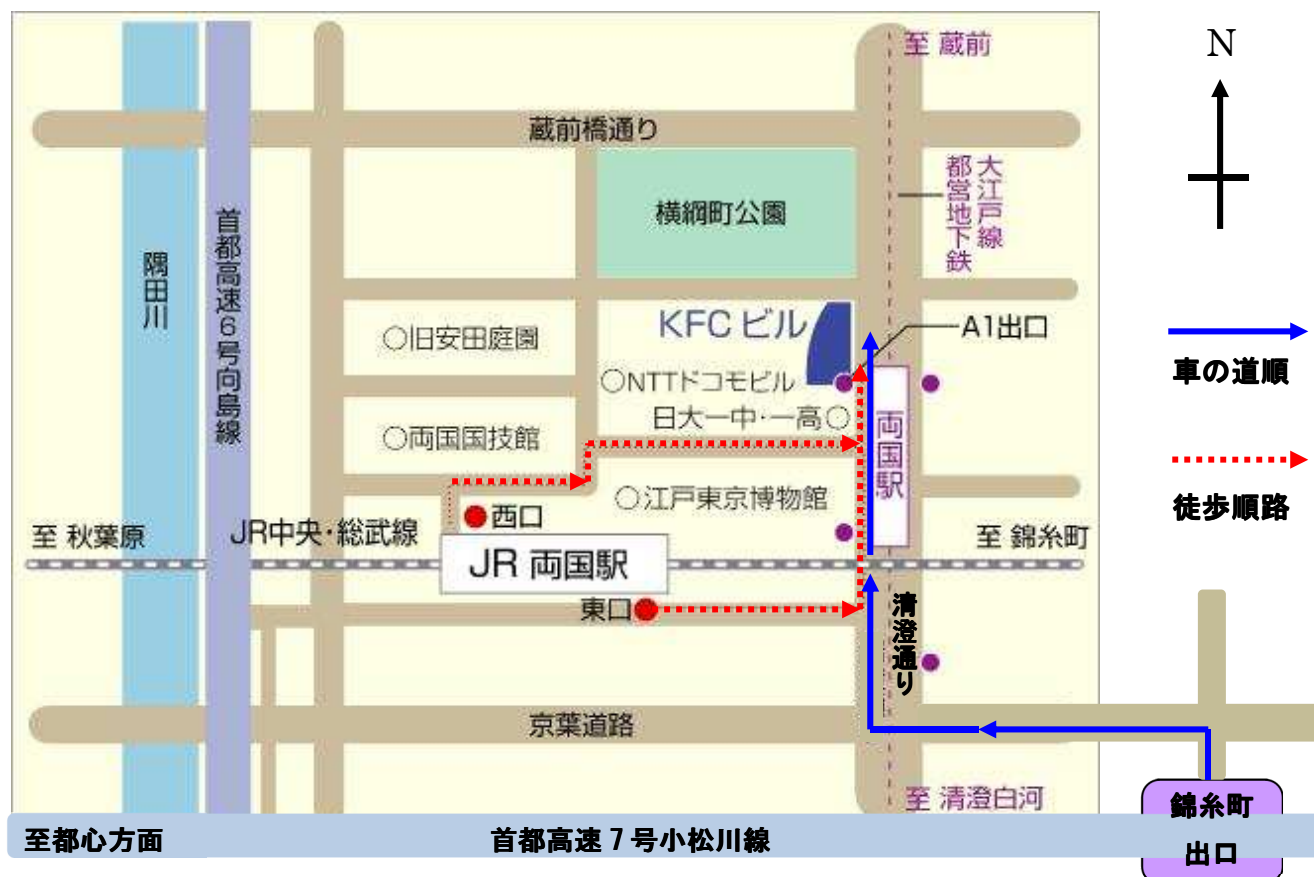 至 蔵前
N
蔵前橋通り
大江戸線
都営地下鉄
横綱町公園
首都高速6号向島線
隅田川
KFC ビル
A1出口
○旧安田庭園
車の道順
○NTTドコモビル
日大一中・一高○
○両国国技館
両国駅
○江戸東京博物館
徒歩順路
西口
至 秋葉原
JR中央・総武線
至 錦糸町
JR 両国駅
東口
清澄通り
京葉道路
至 清澄白河
錦糸町
出口
至都心方面
首都高速７号小松川線